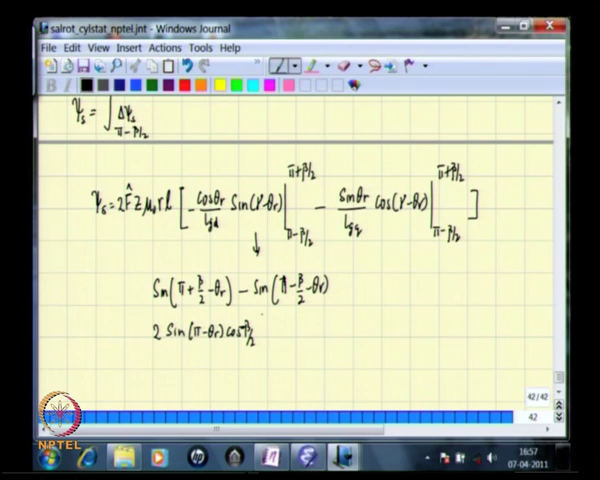 salrot_cylstat_nptel.jnt - Windows Journal
File Edit View Insert Actions Tools Help
Ψs = ∫ ΔΨs
π-β/2
Ψs = 2F̂ z μ₀ r l [ -cosθr/lgd sin(γ-θr) |π-β/2 π+β/2 - sinθr/lgq cos(γ-θr) |π-β/2 π+β/2 ]
↓
Sin(π+β/2-θr) - sin(π-β/2-θr)
2 Sin(π-θr) cosβ/2
42/42
42
NPTEL
16:57
07-04-2011